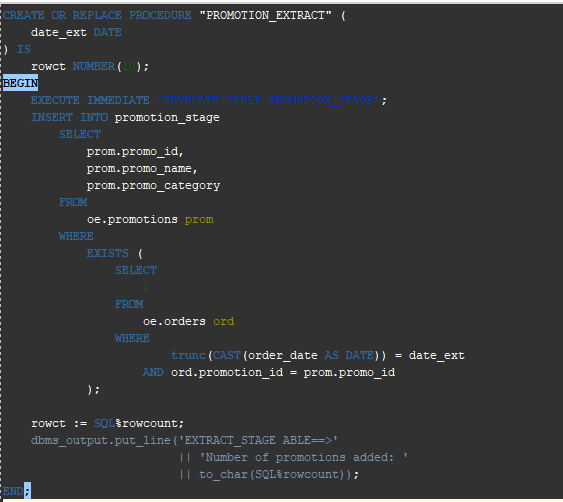 CREATE OR REPLACE PROCEDURE "PROMOTION_EXTRACT" (
    date_ext DATE
) IS
    rowct NUMBER(10);
BEGIN
    EXECUTE IMMEDIATE 'TRUNCATE TABLE PROMOTION_STAGE';
    INSERT INTO promotion_stage
        SELECT
            prom.promo_id,
            prom.promo_name,
            prom.promo_category
        FROM
            oe.promotions prom
        WHERE
            EXISTS (
                SELECT
                    1
                FROM
                    oe.orders ord
                WHERE
                        trunc(CAST(order_date AS DATE)) = date_ext
                    AND ord.promotion_id = prom.promo_id
            );

    rowct := SQL%rowcount;
    dbms_output.put_line('EXTRACT_STAGE ABLE==>'
                         || 'Number of promotions added: '
                         || to_char(SQL%rowcount));
END;